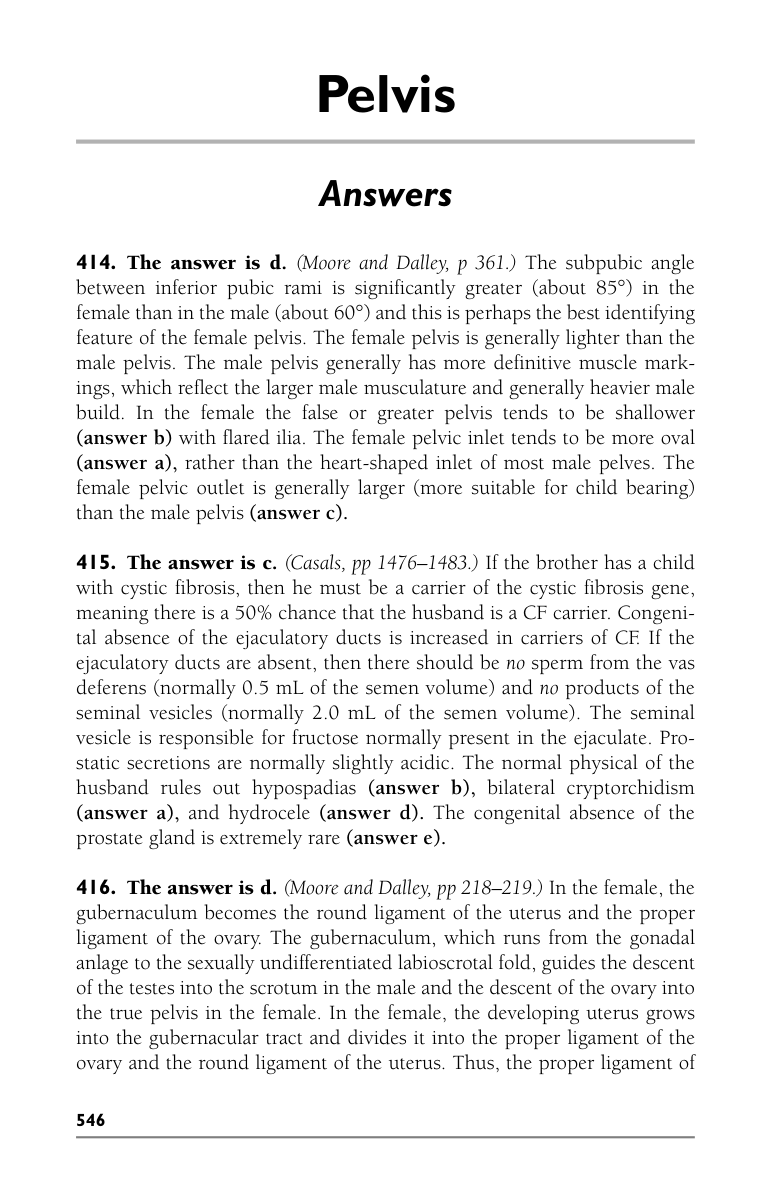 Pelvis
Answers
414. The answer is d. (Moore and Dalley, p 361.) The subpubic angle
between inferior pubic rami is significantly greater (about 85°) in the
female than in the male (about 60°) and this is perhaps the best identifying
feature of the female pelvis. The female pelvis is generally lighter than the
male pelvis. The male pelvis generally has more definitive muscle mark-
ings, which reflect the larger male musculature and generally heavier male
build. In the female the false or greater pelvis tends to be shallower
(answer b) with flared ilia. The female pelvic inlet tends to be more oval
(answer a), rather than the heart-shaped inlet of most male pelves. The
female pelvic outlet is generally larger (more suitable for child bearing)
than the male pelvis (answer c).
415. The answer is c. (Casals, pp 1476–1483.) If the brother has a child
with cystic fibrosis, then he must be a carrier of the cystic fibrosis gene,
meaning there is a 50% chance that the husband is a CF carrier. Congeni-
tal absence of the ejaculatory ducts is increased in carriers of CF. If the
ejaculatory ducts are absent, then there should be no sperm from the vas
deferens (normally 0.5 mL of the semen volume) and no products of the
seminal vesicles (normally 2.0 mL of the semen volume). The seminal
vesicle is responsible for fructose normally present in the ejaculate. Pro-
static secretions are normally slightly acidic. The normal physical of the
husband rules out hypospadias (answer b), bilateral cryptorchidism
(answer a), and hydrocele (answer d). The congenital absence of the
prostate gland is extremely rare (answer e).
416. The answer is d. (Moore and Dalley, pp 218–219.) In the female, the
gubernaculum becomes the round ligament of the uterus and the proper
ligament of the ovary. The gubernaculum, which runs from the gonadal
anlage to the sexually undifferentiated labioscrotal fold, guides the descent
of the testes into the scrotum in the male and the descent of the ovary into
the true pelvis in the female. In the female, the developing uterus grows
into the gubernacular tract and divides it into the proper ligament of the
ovary and the round ligament of the uterus. Thus, the proper ligament of
546